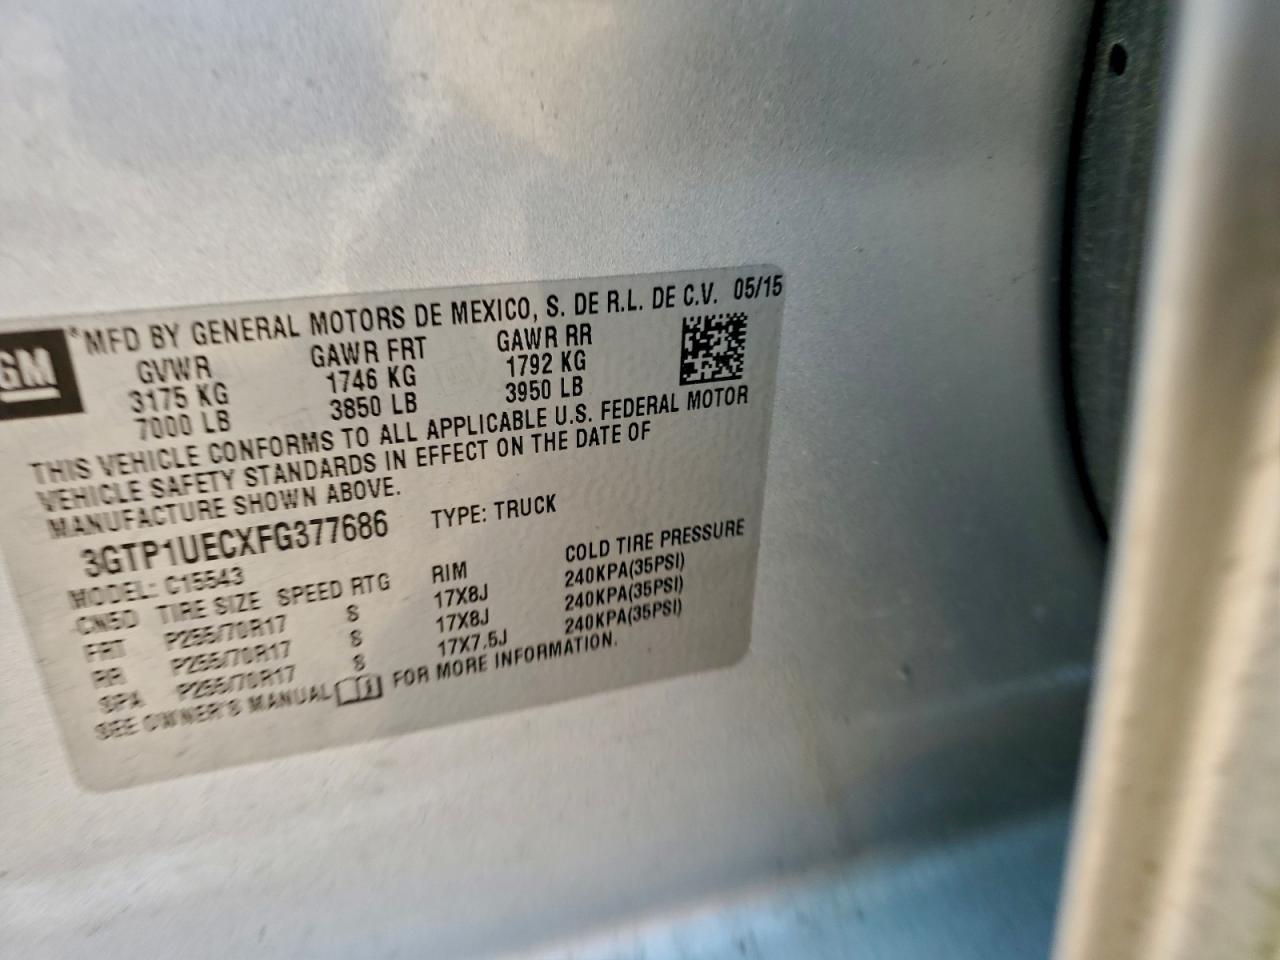 GM
®MFD BY GENERAL MOTORS DE MEXICO, S. DE R.L. DE C.V. 05/15
GVWR GAWR FRT GAWR RR
3175 KG 1746 KG 1792 KG
7000 LB 3850 LB 3950 LB
THIS VEHICLE CONFORMS TO ALL APPLICABLE U.S. FEDERAL MOTOR
VEHICLE SAFETY STANDARDS IN EFFECT ON THE DATE OF
MANUFACTURE SHOWN ABOVE.
3GTP1UECXFG377686 TYPE: TRUCK
MODEL: C15543
TIRE SIZE SPEED RTG RIM COLD TIRE PRESSURE
FRT P255/70R17 S 17X8J 240KPA(35PSI)
RR P255/70R17 S 17X8J 240KPA(35PSI)
SPA P255/70R17 S 17X7.5J 240KPA(35PSI)
SEE OWNER'S MANUAL FOR MORE INFORMATION.